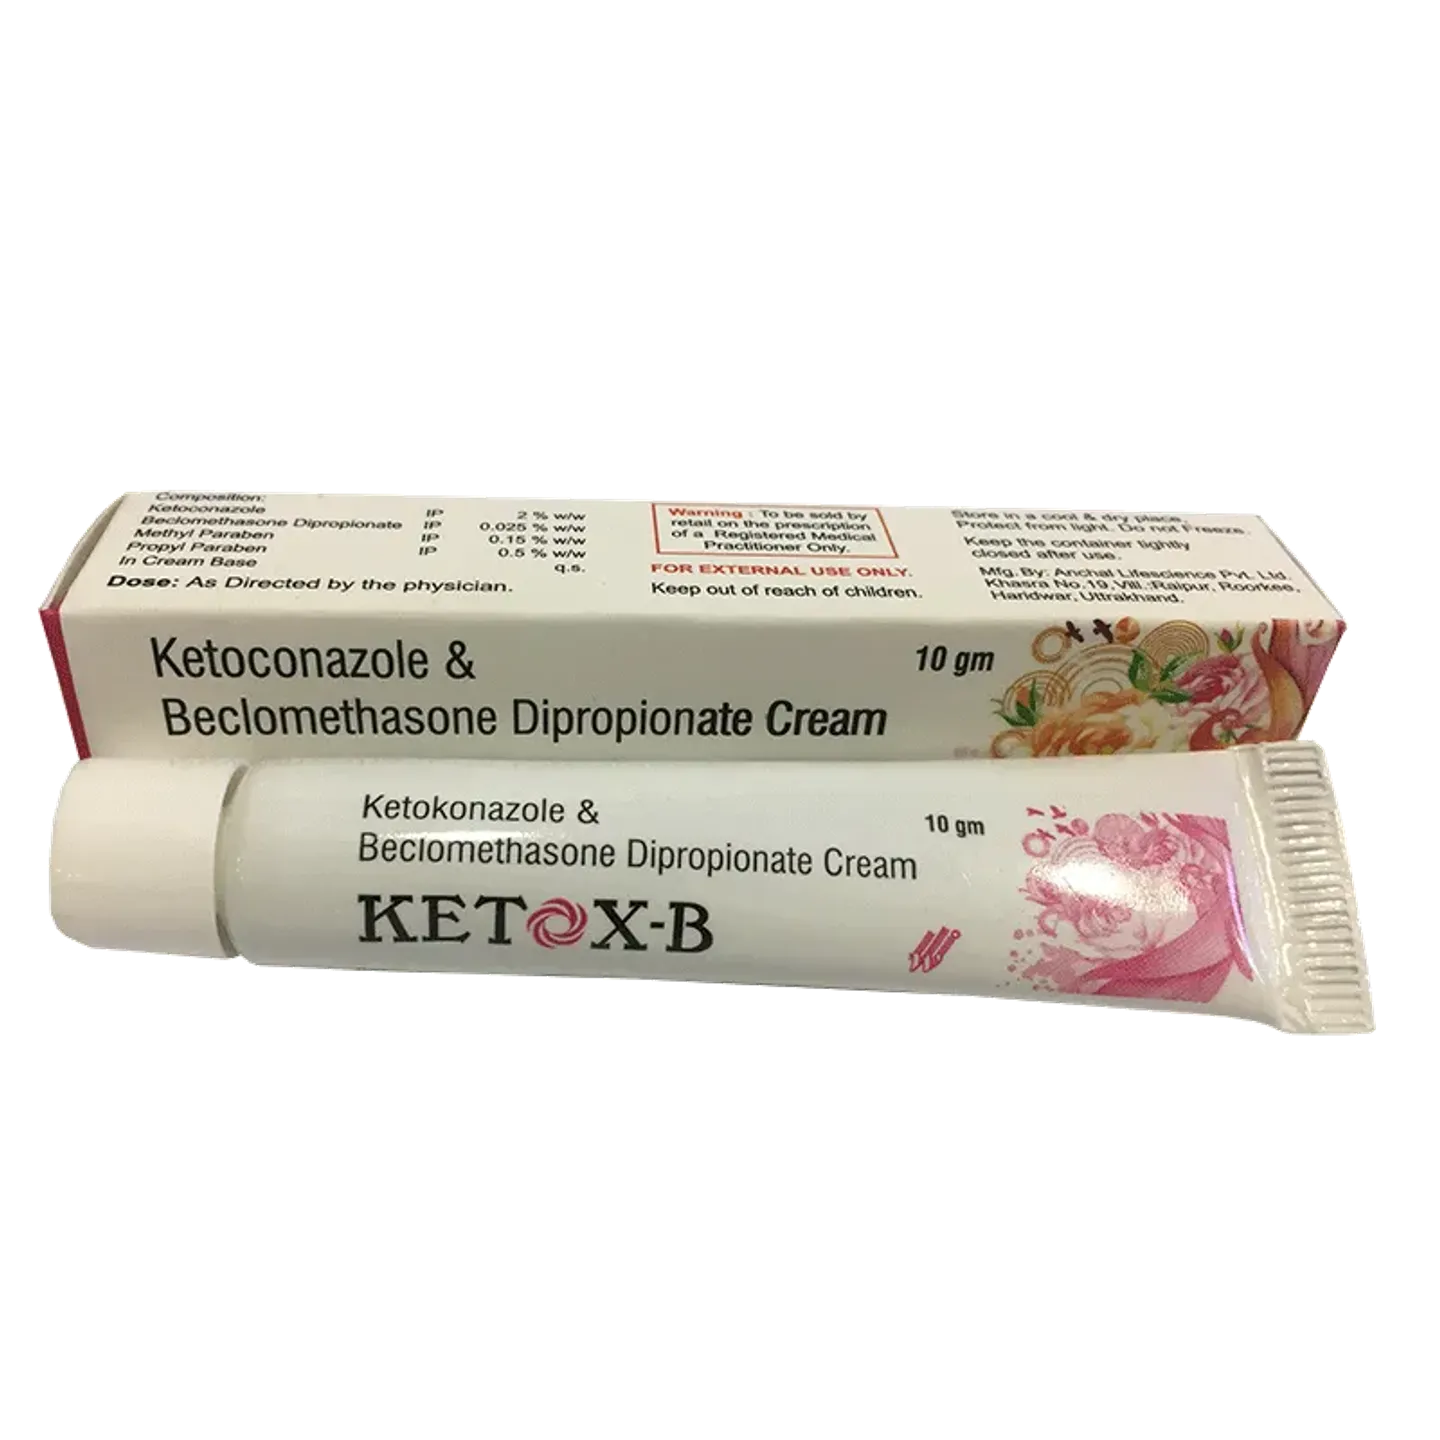 Composition:
Ketoconazole IP 2 % w/w
Beclomethasone Dipropionate IP 0.025 % w/w
Methyl Paraben IP 0.15 % w/w
Propyl Paraben IP 0.5 % w/w
In Cream Base q.s.
Dose: As Directed by the physician.
Warning : To be sold by
retail on the prescription
of a Registered Medical
Practitioner Only.
FOR EXTERNAL USE ONLY.
Keep out of reach of children.
Store in a cool & dry place.
Protect from light. Do not Freeze.
Keep the container tightly
closed after use.
Mfg. By: Anchal Lifescience Pvt. Ltd.
Khasra No.19, Vill.:Raipur, Roorkee,
Haridwar, Uttrakhand.
Ketoconazole &
Beclomethasone Dipropionate Cream
10 gm
Ketokonazole &
Beclomethasone Dipropionate Cream
10 gm
KETOX-B